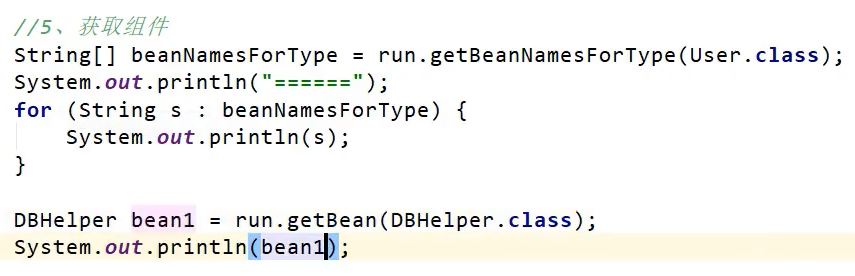 //5、获取组件
String[] beanNamesForType = run.getBeanNamesForType(User.class);
System.out.println("======");
for (String s : beanNamesForType) {
    System.out.println(s);
}
DBHelper bean1 = run.getBean(DBHelper.class);
System.out.println(bean1);